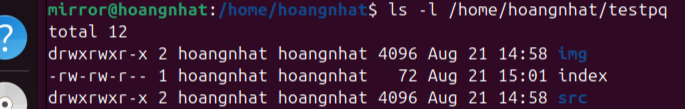 mirror@hoangnhat:/home/hoangnhat$ ls -l /home/hoangnhat/testpq
total 12
drwxrwxr-x 2 hoangnhat hoangnhat 4096 Aug 21 14:58 img
-rw-rw-r-- 1 hoangnhat hoangnhat   72 Aug 21 15:01 index
drwxrwxr-x 2 hoangnhat hoangnhat 4096 Aug 21 14:58 src